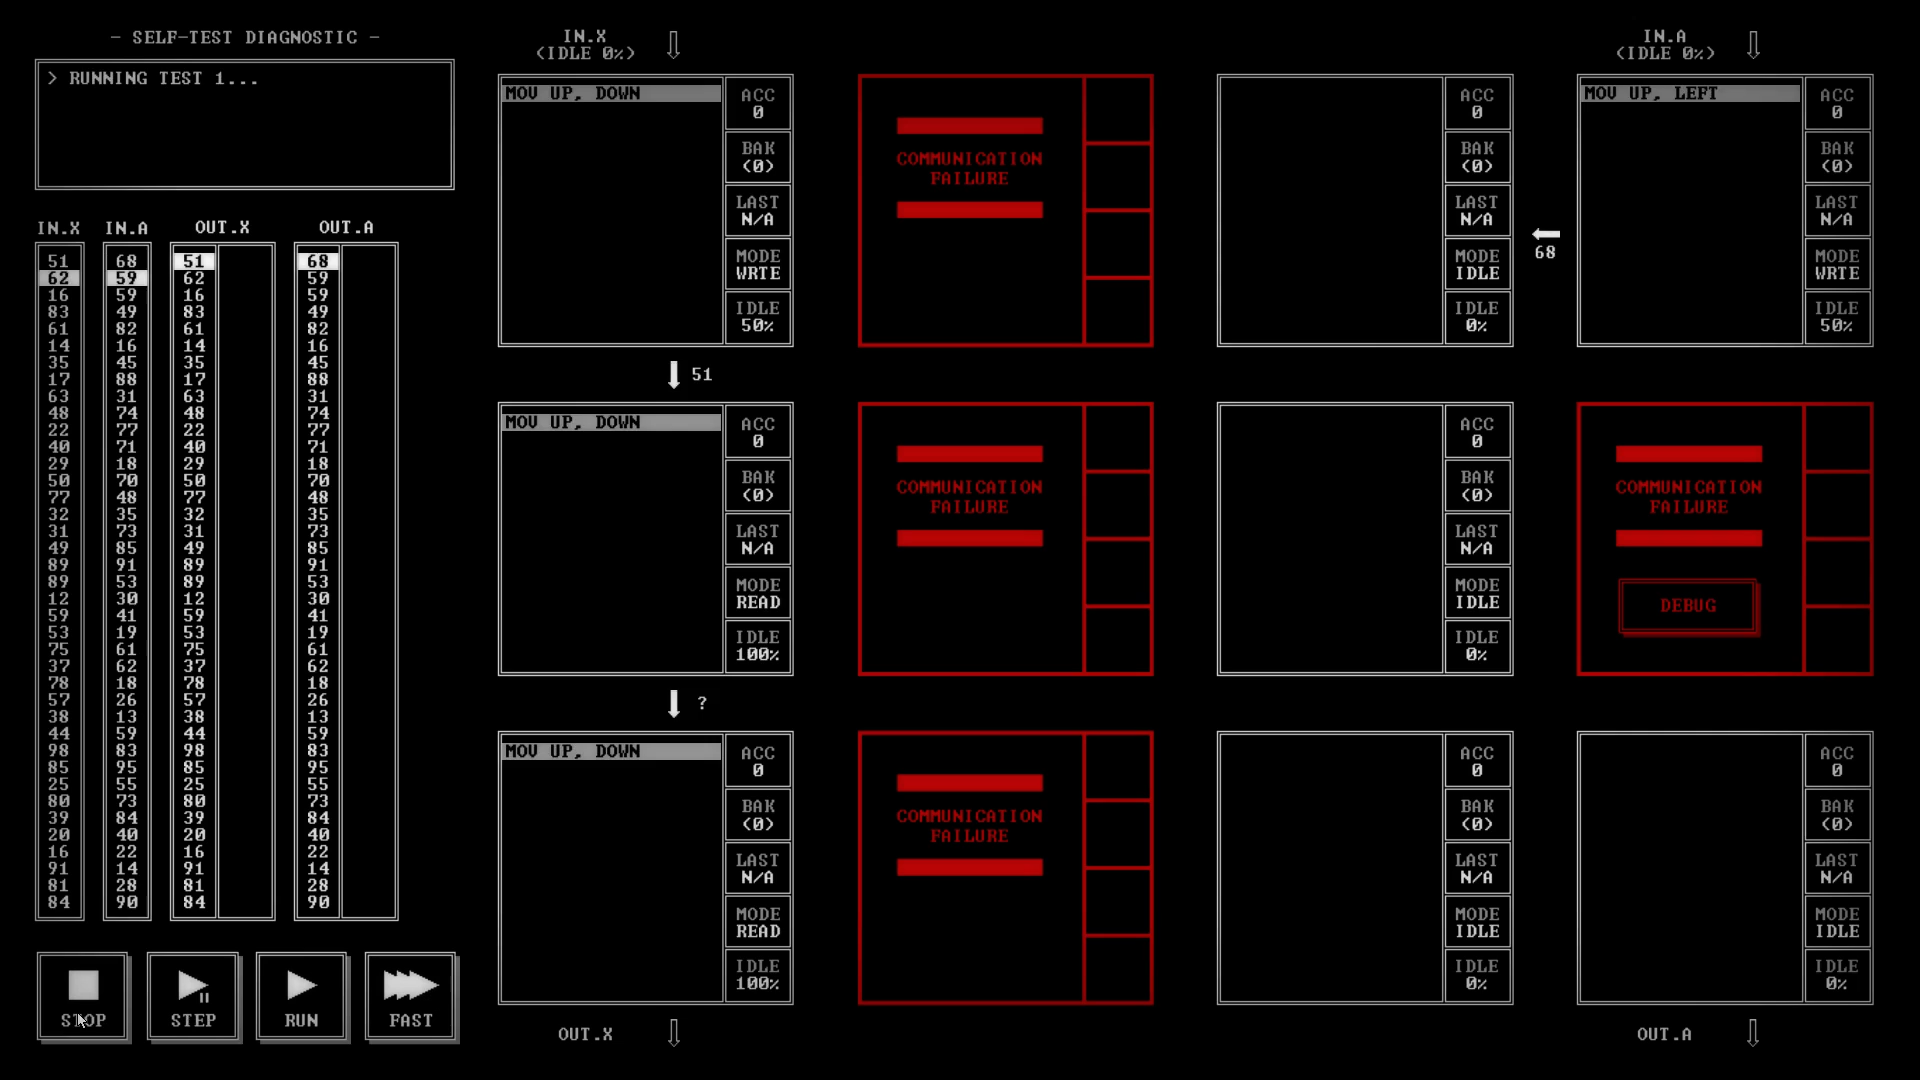 - SELF-TEST DIAGNOSTIC -
> RUNNING TEST 1...
IN.X IN.A OUT.X OUT.A
51 68 51 68
62 59 62 59
16 59 16 59
83 49 83 49
61 82 61 82
14 16 14 16
35 45 35 45
17 88 17 88
63 31 63 31
48 74 48 74
22 77 22 77
40 71 40 71
29 18 29 18
50 70 50 70
77 48 77 48
32 35 32 35
31 73 31 73
49 85 49 85
89 91 89 91
89 53 89 53
12 30 12 30
59 41 59 41
53 19 53 19
75 61 75 61
37 62 37 62
78 18 78 18
57 26 57 26
38 13 38 13
44 59 44 59
98 83 98 83
85 95 85 95
25 55 25 55
80 73 80 73
39 84 39 84
20 40 20 40
16 22 16 22
91 14 91 14
81 28 81 28
84 90 84 90
STOP
STEP
RUN
FAST
IN.X
(IDLE 0%)
MOV UP, DOWN
ACC
0
BAK
(0)
LAST
N/A
MODE
WRTE
IDLE
50%
COMMUNICATION
FAILURE
ACC
0
BAK
(0)
LAST
N/A
MODE
IDLE
IDLE
0%
68
IN.A
(IDLE 0%)
MOV UP, LEFT
ACC
0
BAK
(0)
LAST
N/A
MODE
WRTE
IDLE
50%
51
MOV UP, DOWN
ACC
0
BAK
(0)
LAST
N/A
MODE
READ
IDLE
100%
COMMUNICATION
FAILURE
ACC
0
BAK
(0)
LAST
N/A
MODE
IDLE
IDLE
0%
COMMUNICATION
FAILURE
DEBUG
?
MOV UP, DOWN
ACC
0
BAK
(0)
LAST
N/A
MODE
READ
IDLE
100%
COMMUNICATION
FAILURE
ACC
0
BAK
(0)
LAST
N/A
MODE
IDLE
IDLE
0%
ACC
0
BAK
(0)
LAST
N/A
MODE
IDLE
IDLE
0%
OUT.X
OUT.A